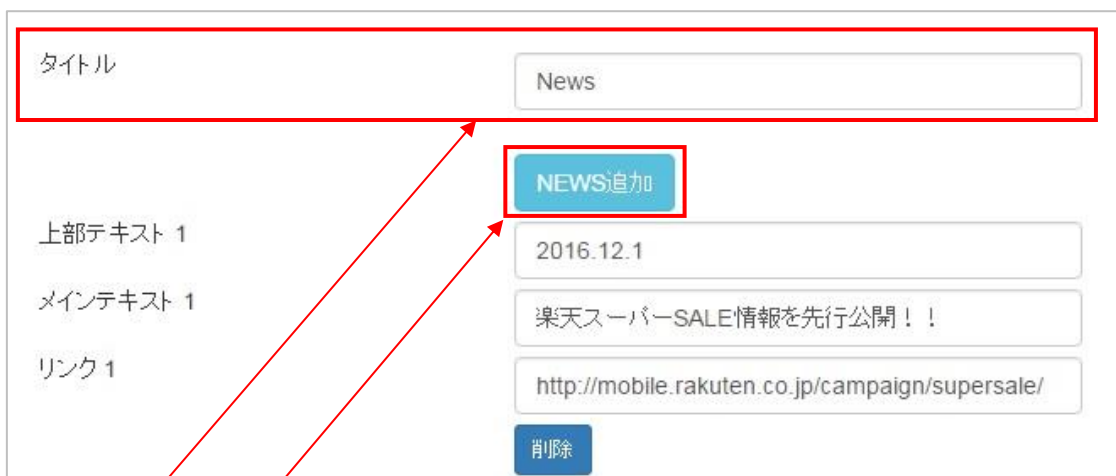 タイトル
News
NEWS追加
上部テキスト 1
2016.12.1
メインテキスト 1
楽天スーパーSALE情報を先行公開！！
リンク 1
http://mobile.rakuten.co.jp/campaign/supersale/
削除